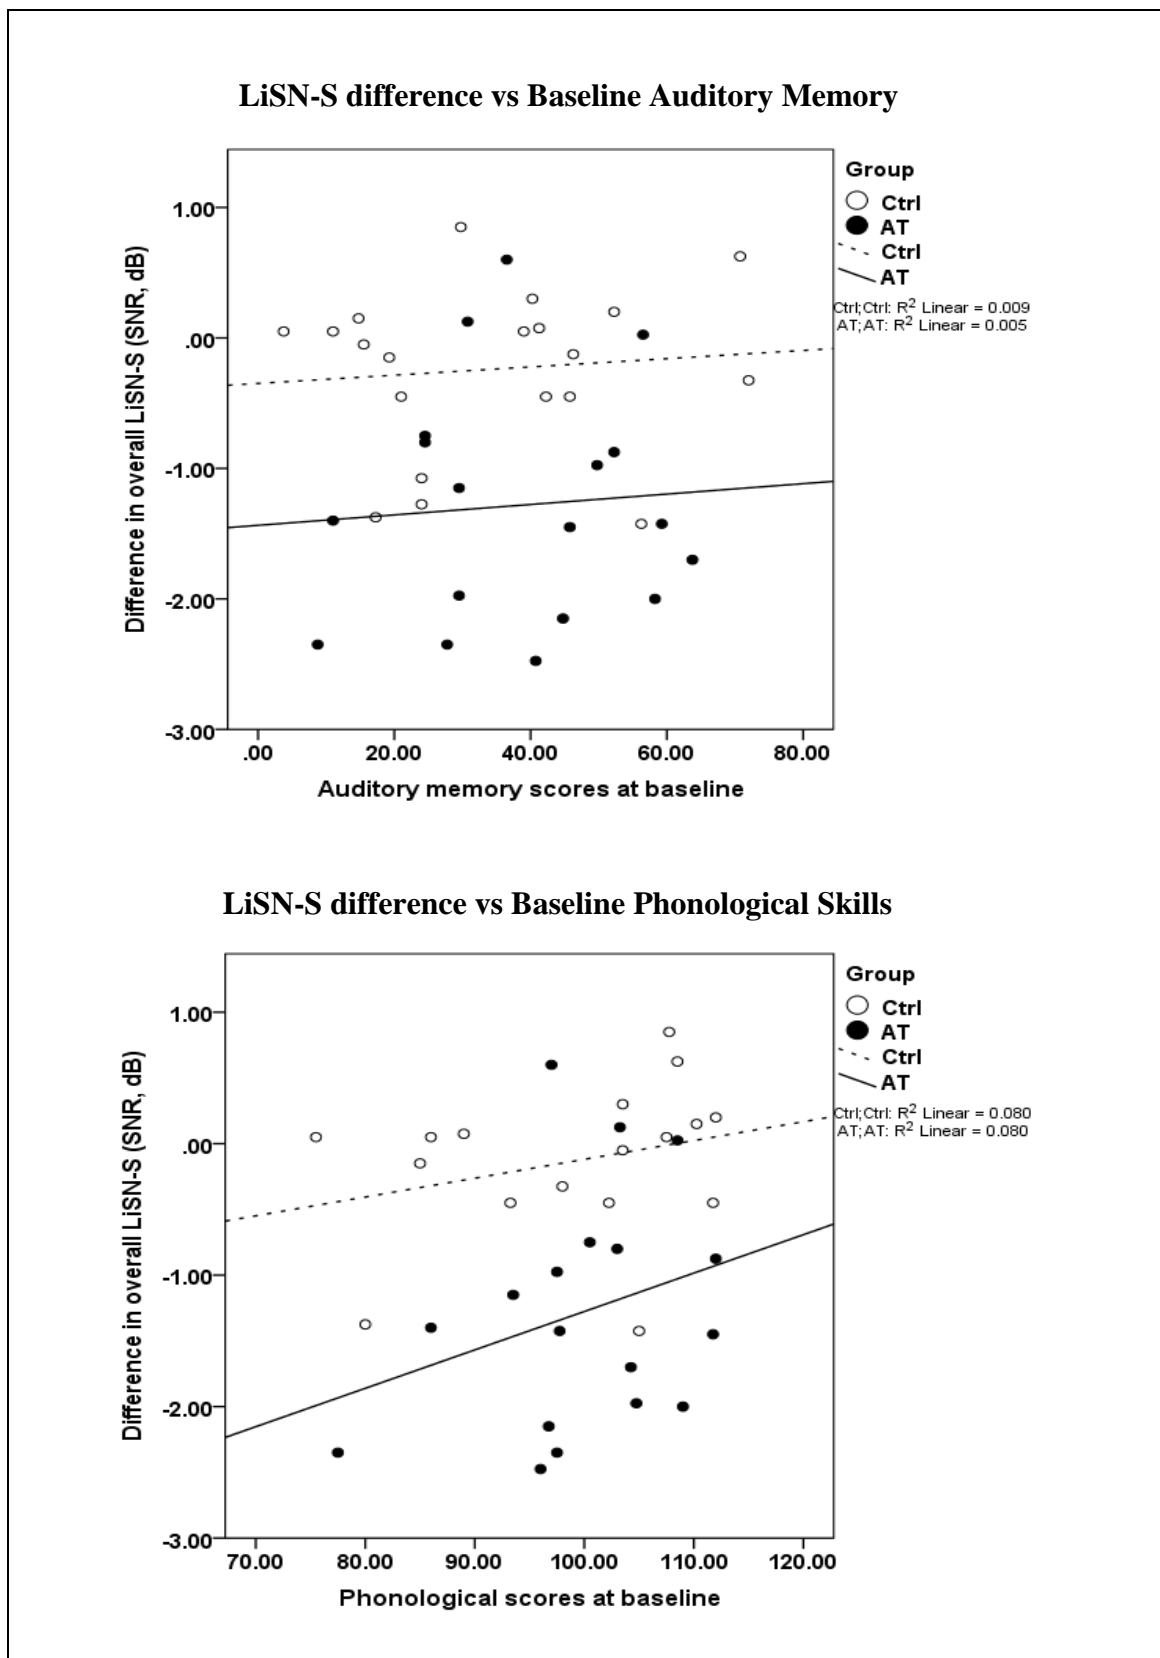 LiSN-S difference vs Baseline Auditory Memory
Group
Ctrl
AT
Ctrl
AT
Ctrl;Ctrl: R² Linear = 0.009
AT;AT: R² Linear = 0.005
Difference in overall LiSN-S (SNR, dB)
1.00
.00
-1.00
-2.00
-3.00
.00 20.00 40.00 60.00 80.00
Auditory memory scores at baseline
LiSN-S difference vs Baseline Phonological Skills
Group
Ctrl
AT
Ctrl
AT
Ctrl;Ctrl: R² Linear = 0.080
AT;AT: R² Linear = 0.080
Difference in overall LiSN-S (SNR, dB)
1.00
.00
-1.00
-2.00
-3.00
70.00 80.00 90.00 100.00 110.00 120.00
Phonological scores at baseline